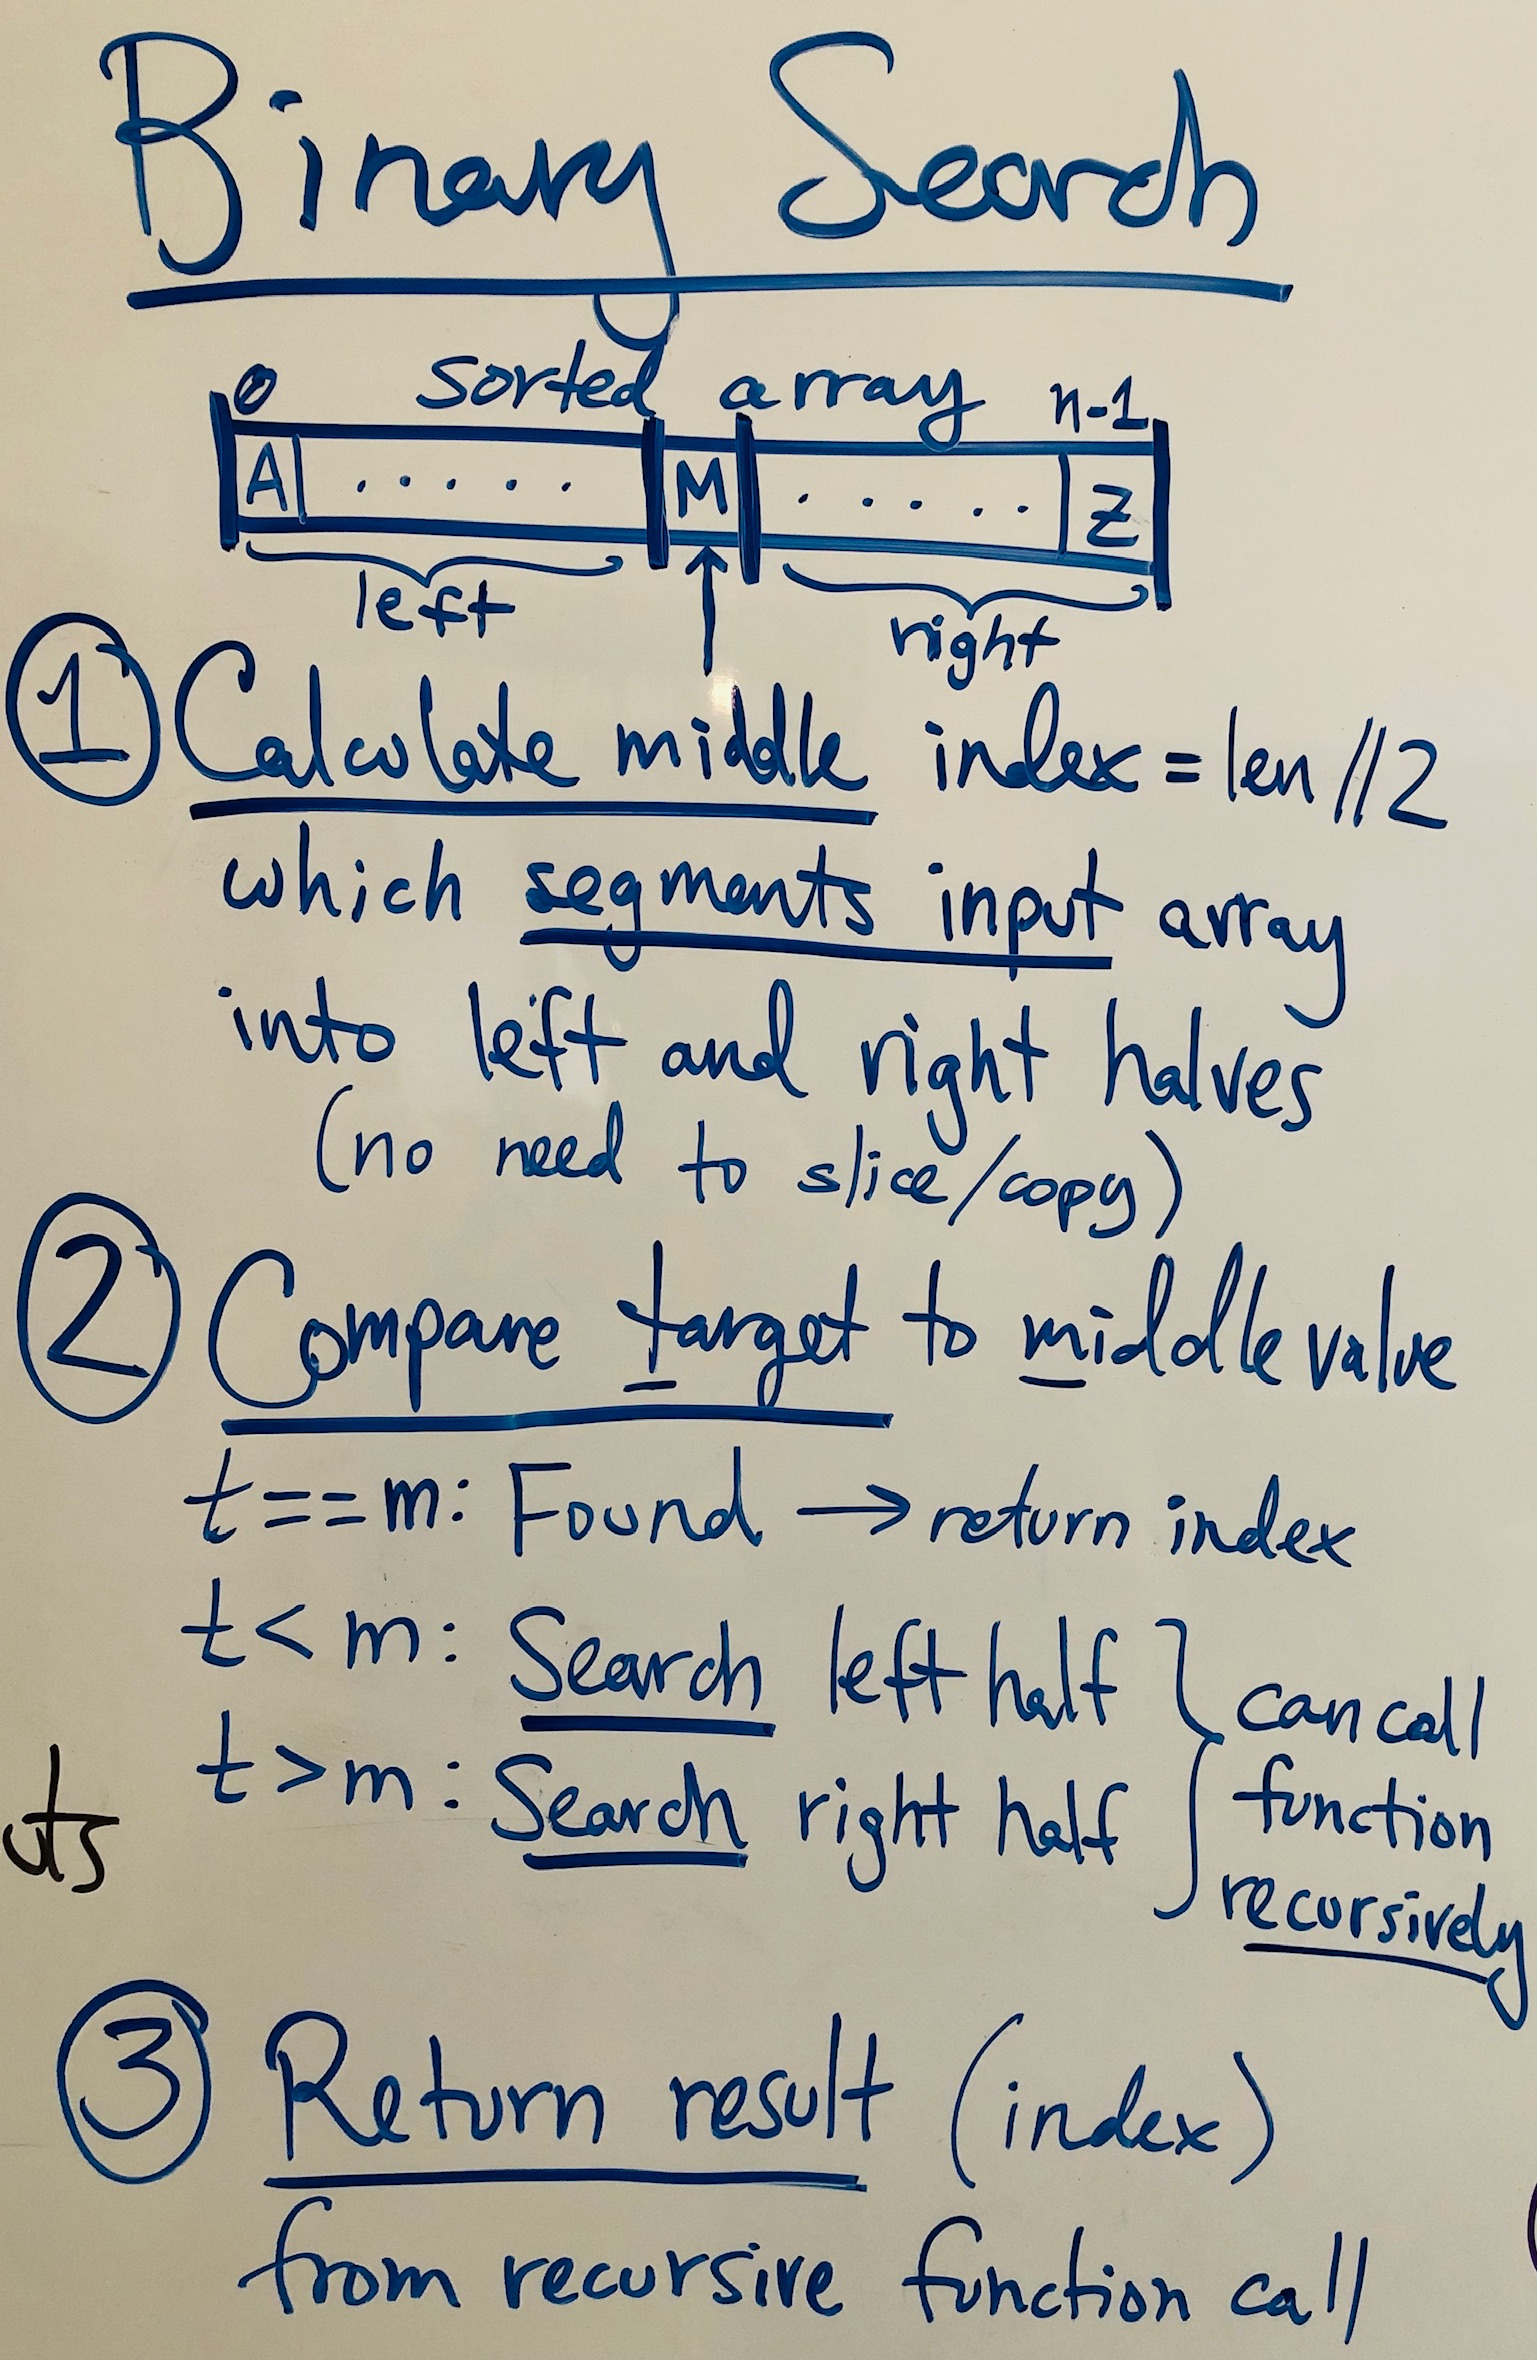 Binary Search
0 sorted array n-1
A ..... M ..... Z
left right
1 Calculate middle index = len//2
which segments input array
into left and right halves
(no need to slice/copy)
2 Compare target to middle value
t==m: Found → return index
t<m: Search left half
t>m: Search right half
can call
function
recursively
uts
3 Return result (index)
from recursive function call